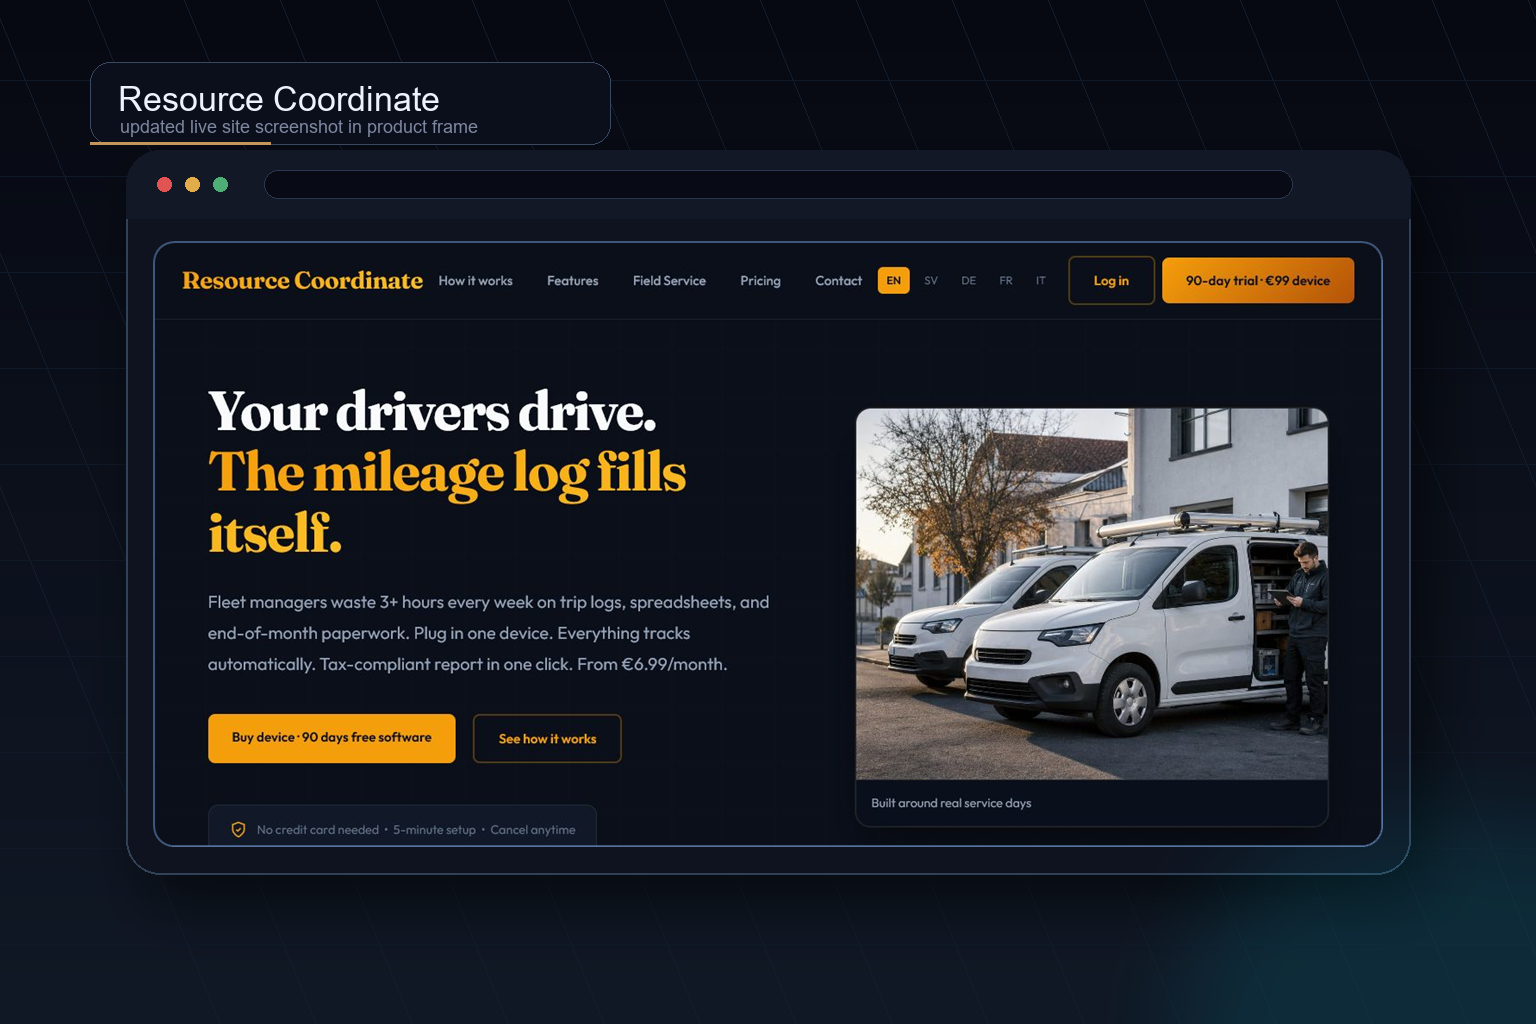 Resource Coordinate
updated live site screenshot in product frame
Resource Coordinate How it works Features Field Service Pricing Contact EN SV DE FR IT Log in 90-day trial · €99 device
Your drivers drive.
The mileage log fills
itself.
Fleet managers waste 3+ hours every week on trip logs, spreadsheets, and
end-of-month paperwork. Plug in one device. Everything tracks
automatically. Tax-compliant report in one click. From €6.99/month.
Buy device · 90 days free software See how it works
No credit card needed • 5-minute setup • Cancel anytime
Built around real service days